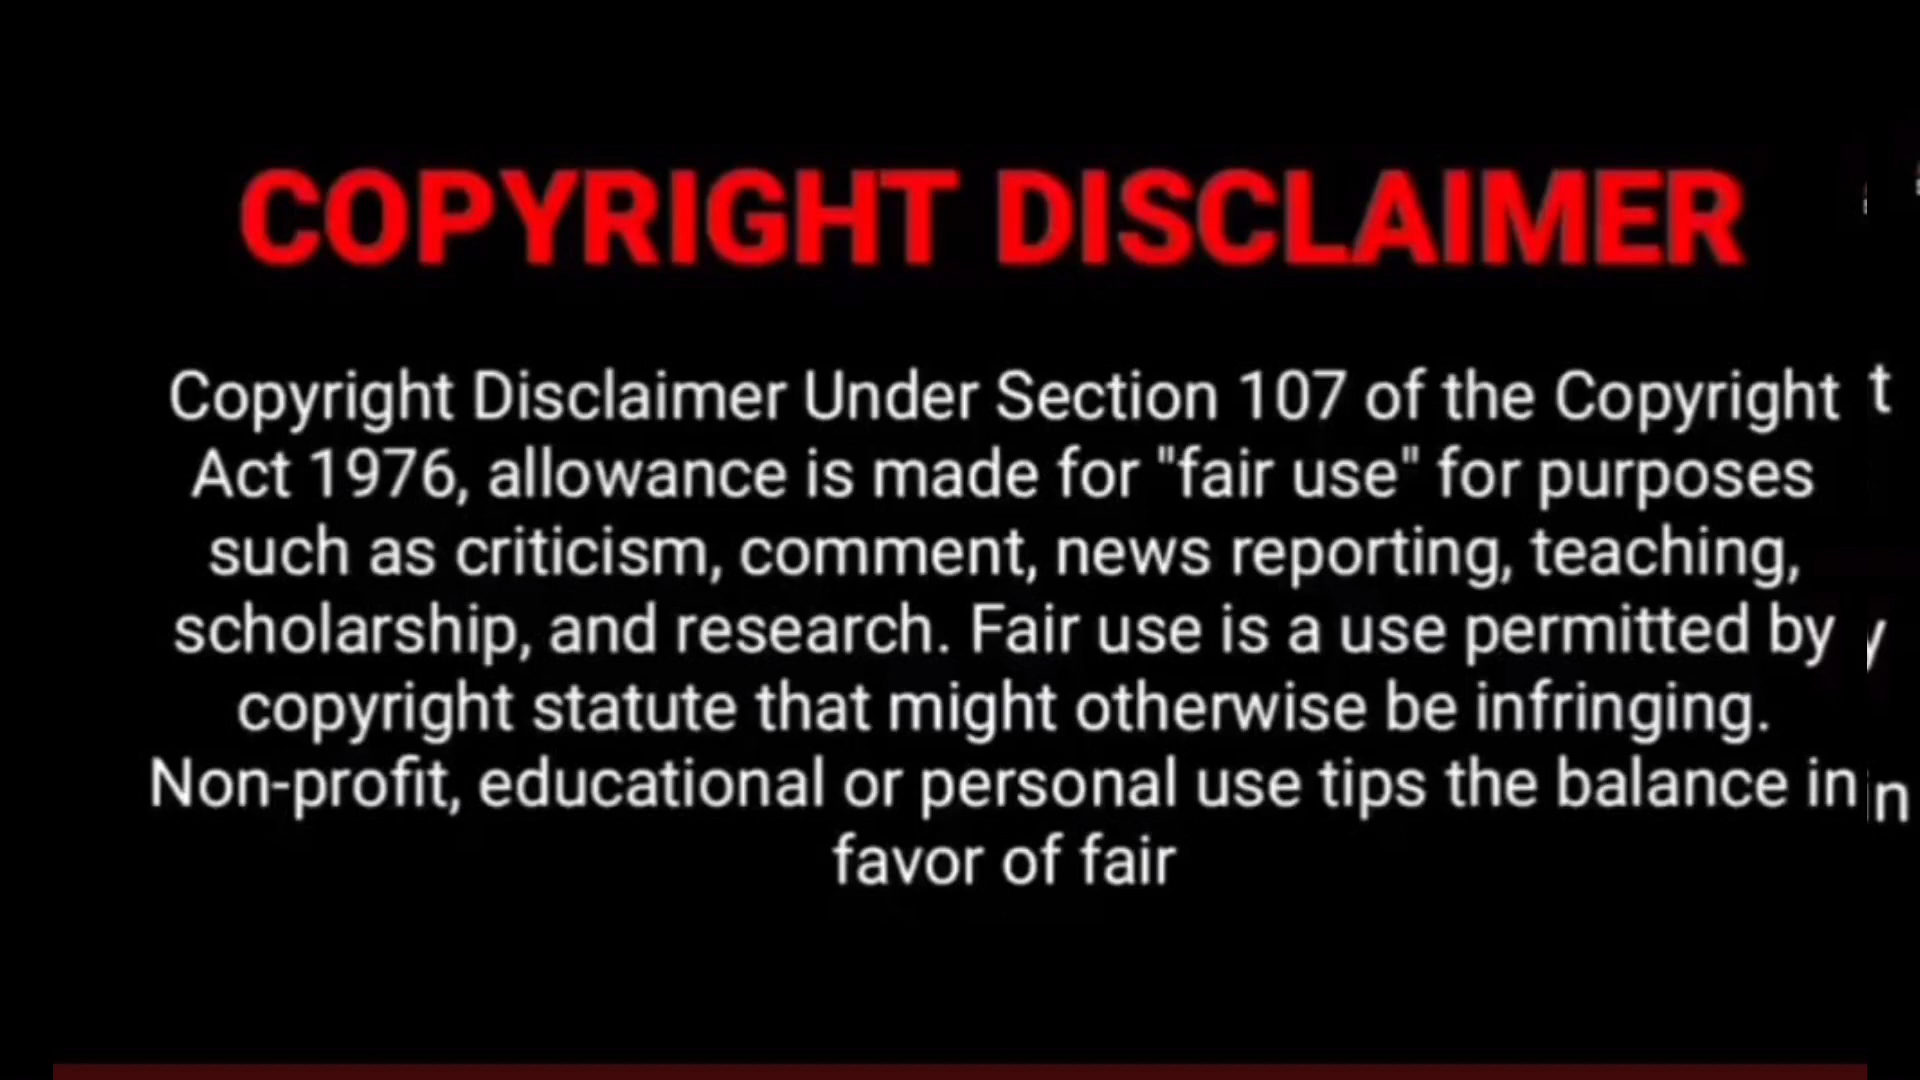 COPYRIGHT DISCLAIMER
Copyright Disclaimer Under Section 107 of the Copyright t
Act 1976, allowance is made for "fair use" for purposes
such as criticism, comment, news reporting, teaching,
scholarship, and research. Fair use is a use permitted by y
copyright statute that might otherwise be infringing.
Non-profit, educational or personal use tips the balance in n
favor of fair